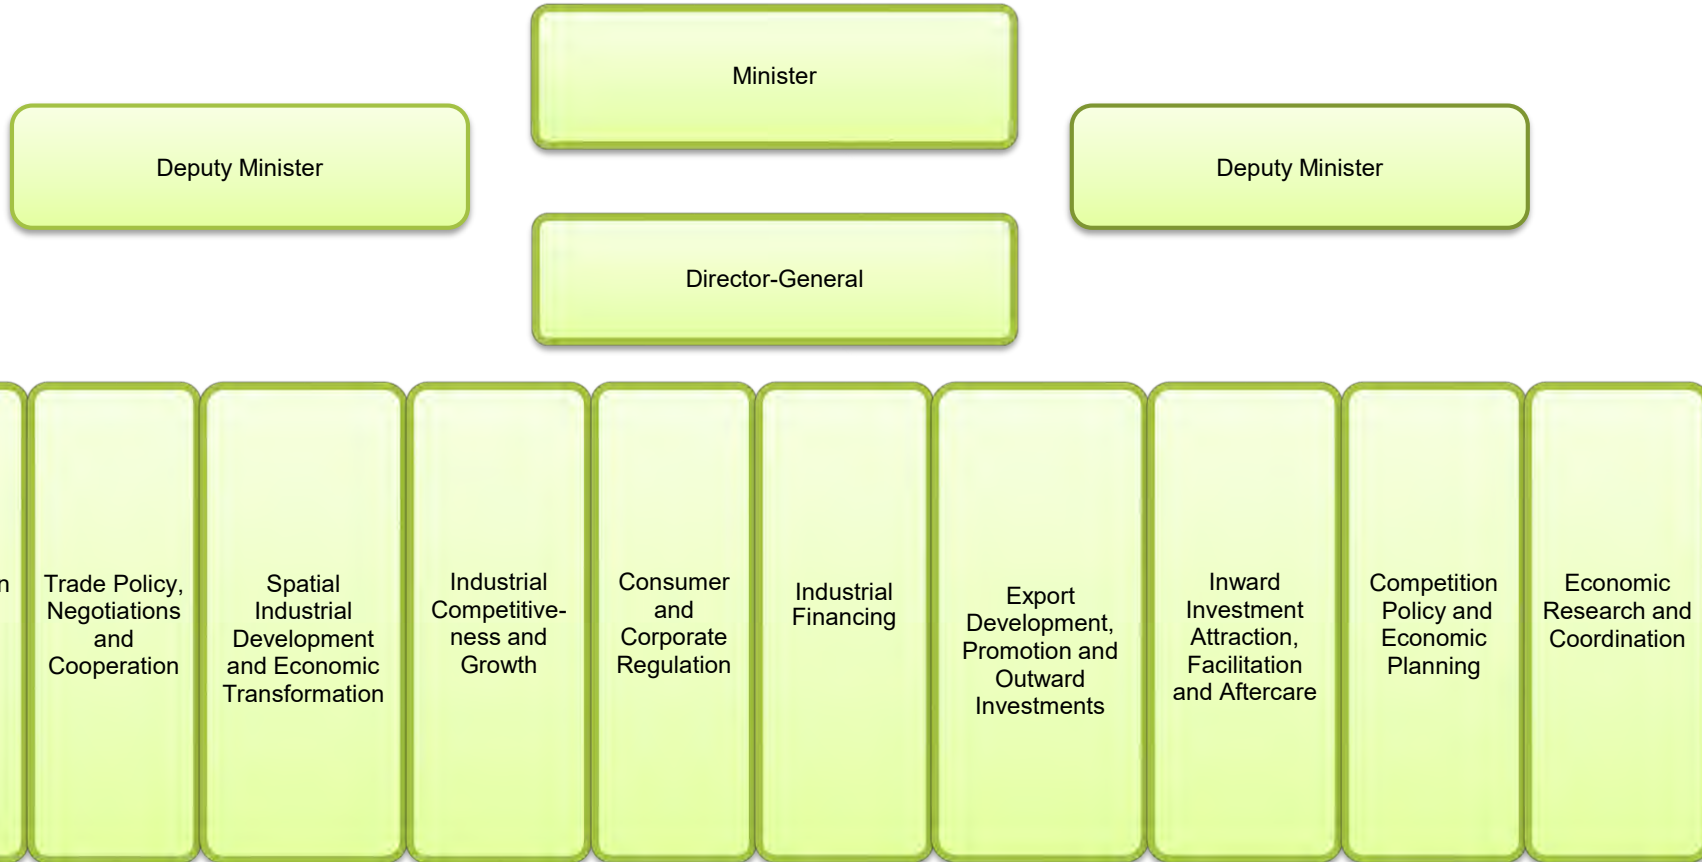 Minister
Deputy Minister
Deputy Minister
Director-General
Trade Policy,
Negotiations
and
Cooperation
Spatial
Industrial
Development
and Economic
Transformation
Industrial
Competitive-
ness and
Growth
Consumer
and
Corporate
Regulation
Industrial
Financing
Export
Development,
Promotion and
Outward
Investments
Inward
Investment
Attraction,
Facilitation
and Aftercare
Competition
Policy and
Economic
Planning
Economic
Research and
Coordination